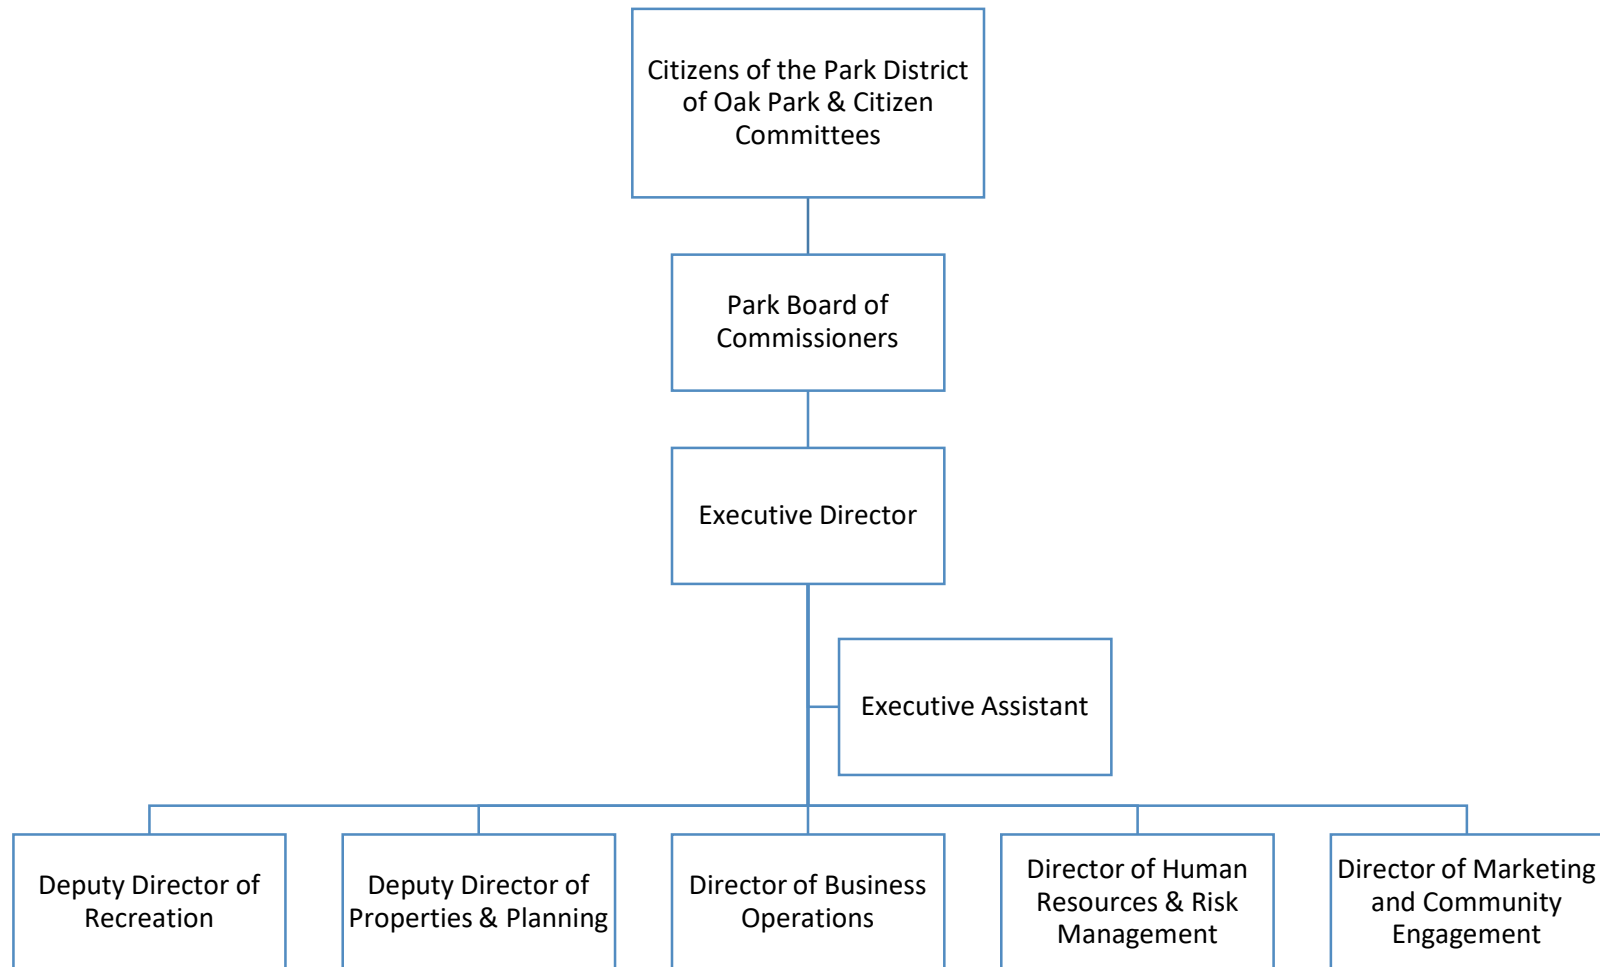 Citizens of the Park District
of Oak Park & Citizen
Committees
Park Board of
Commissioners
Executive Director
Executive Assistant
Deputy Director of
Recreation
Deputy Director of
Properties & Planning
Director of Business
Operations
Director of Human
Resources & Risk
Management
Director of Marketing
and Community
Engagement